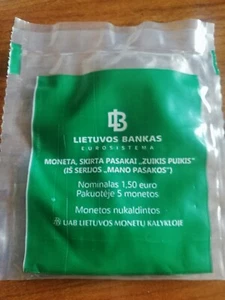 LB
LIETUVOS BANKAS
EUROSISTEMA
MONETA, SKIRTA PASAKAI „ZUIKIS PUIKIS“
(IŠ SERIJOS „MANO PASAKOS“)
Nominalas 1,50 euro
Pakuotėje 5 monetos
Monetos nukaldintos
UAB LIETUVOS MONETŲ KALYKLOJE